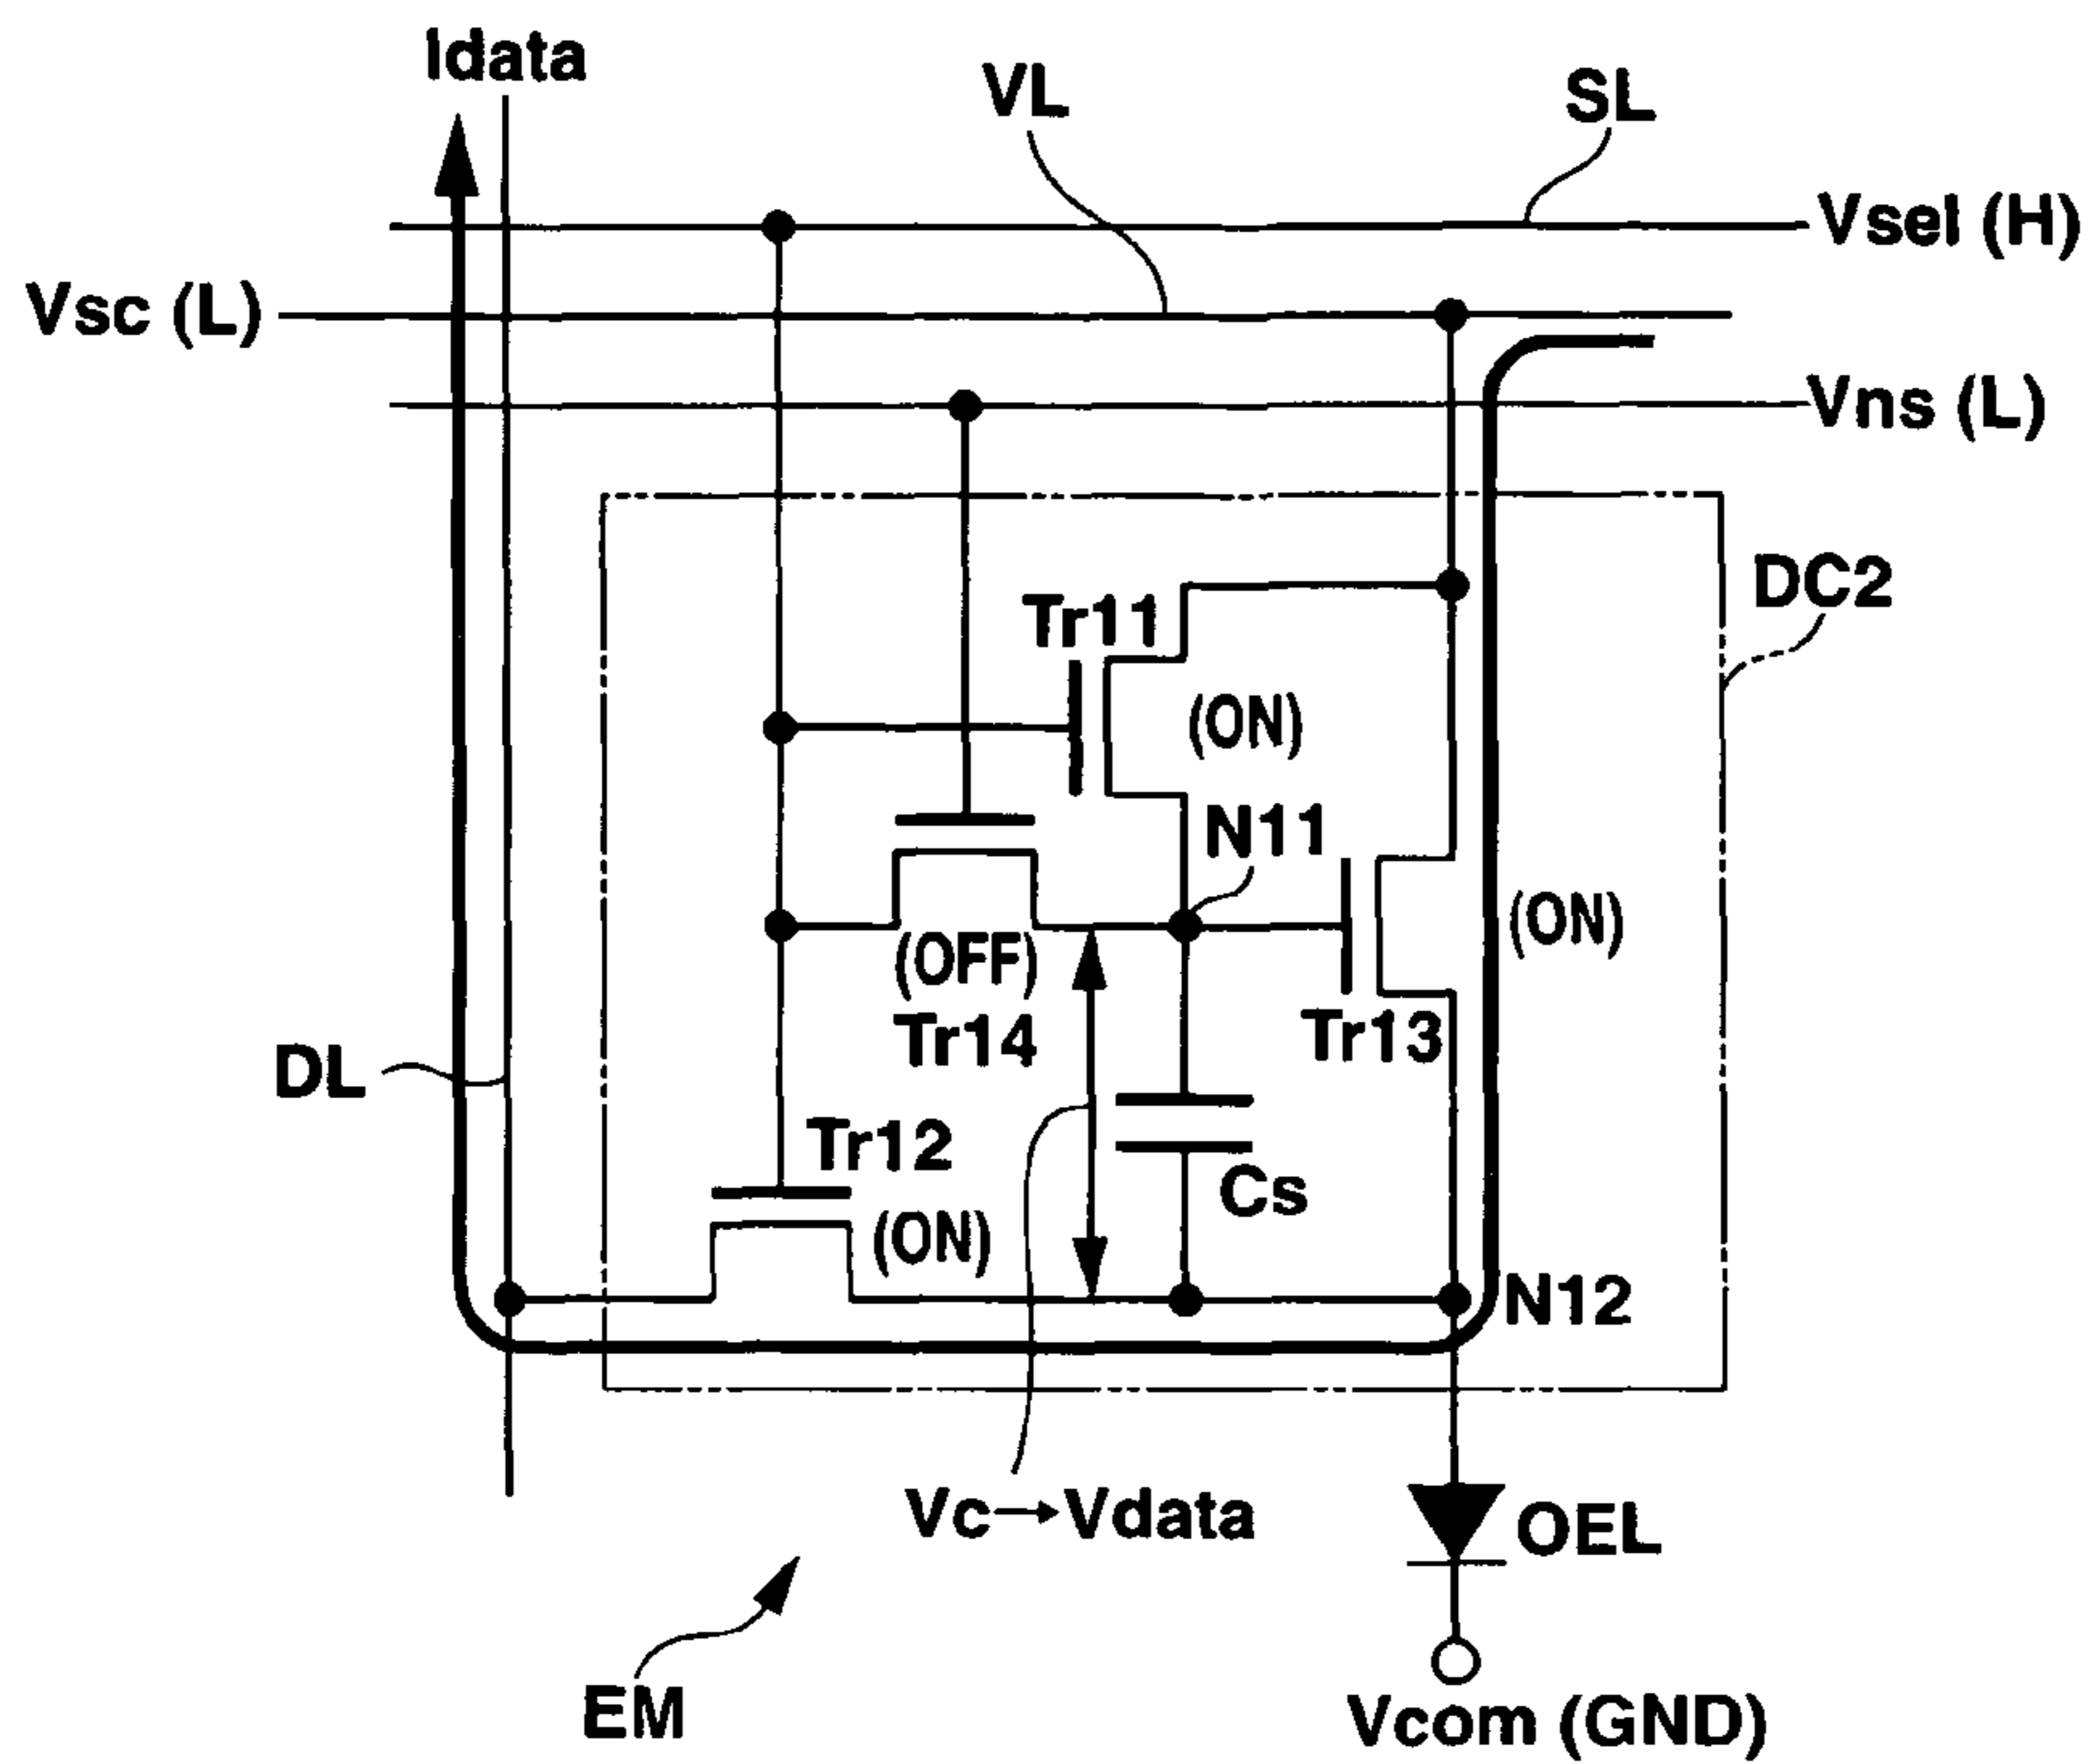 Idata
VL
SL
Vsel (H)
Vsc (L)
Vns (L)
DC2
Tr11
(ON)
N11
(ON)
(OFF)
Tr14
Tr13
DL
Tr12
Cs
(ON)
N12
Vc→Vdata
OEL
EM
Vcom (GND)